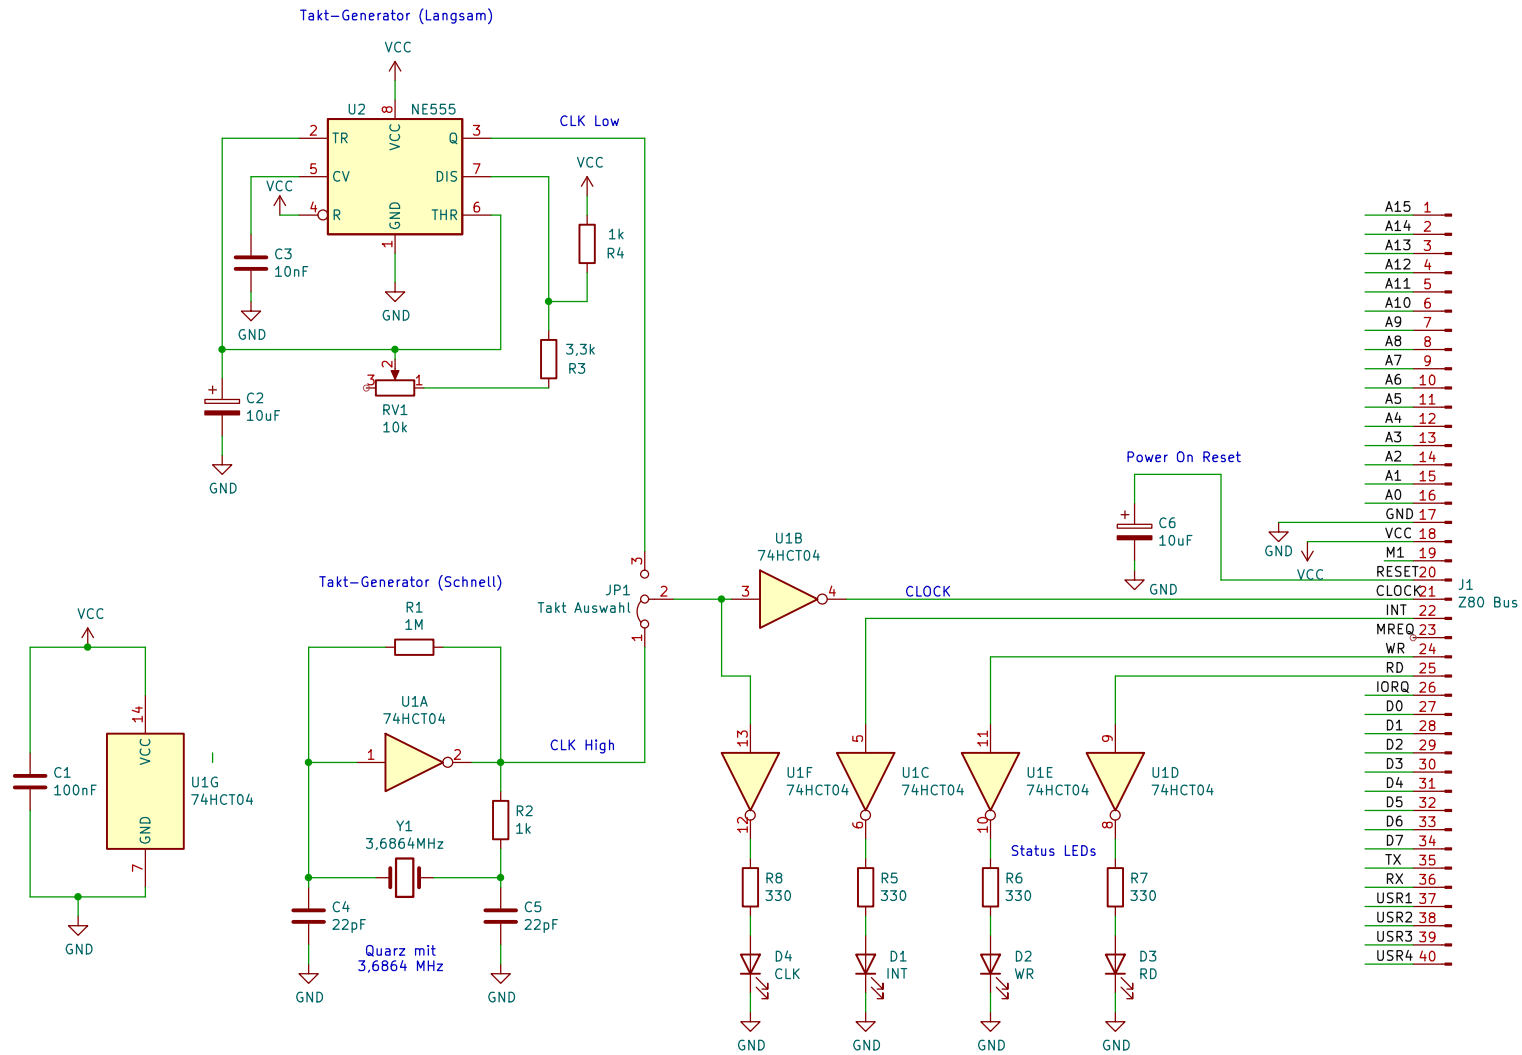 Takt-Generator (Langsam)
VCC
U2
NE555
8
VCC
2
TR
Q
3
CLK Low
5
CV
DIS
7
VCC
VCC
4
R
GND
THR
6
1
C3
10nF
1k
R4
GND
GND
3,3k
R3
2
3
1
RV1
10k
C2
10uF
GND
Takt-Generator (Schnell)
R1
1M
VCC
14
VCC
GND
7
C1
100nF
U1G
74HCT04
GND
U1A
74HCT04
1
2
CLK High
R2
1k
Y1
3,6864MHz
C4
22pF
C5
22pF
Quarz mit
3,6864 MHz
GND
GND
3
JP1
Takt Auswahl
2
1
U1B
74HCT04
3
4
CLOCK
Power On Reset
C6
10uF
GND
GND
VCC
13
U1F
74HCT04
12
5
U1C
74HCT04
6
11
U1E
74HCT04
10
9
U1D
74HCT04
8
Status LEDs
R8
330
R5
330
R6
330
R7
330
D4
CLK
D1
INT
D2
WR
D3
RD
GND
GND
GND
GND
A15 1
A14 2
A13 3
A12 4
A11 5
A10 6
A9 7
A8 8
A7 9
A6 10
A5 11
A4 12
A3 13
A2 14
A1 15
A0 16
GND 17
VCC 18
M1 19
RESET 20
CLOCK 21
INT 22
MREQ 23
WR 24
RD 25
IORQ 26
D0 27
D1 28
D2 29
D3 30
D4 31
D5 32
D6 33
D7 34
TX 35
RX 36
USR1 37
USR2 38
USR3 39
USR4 40
J1
Z80 Bus